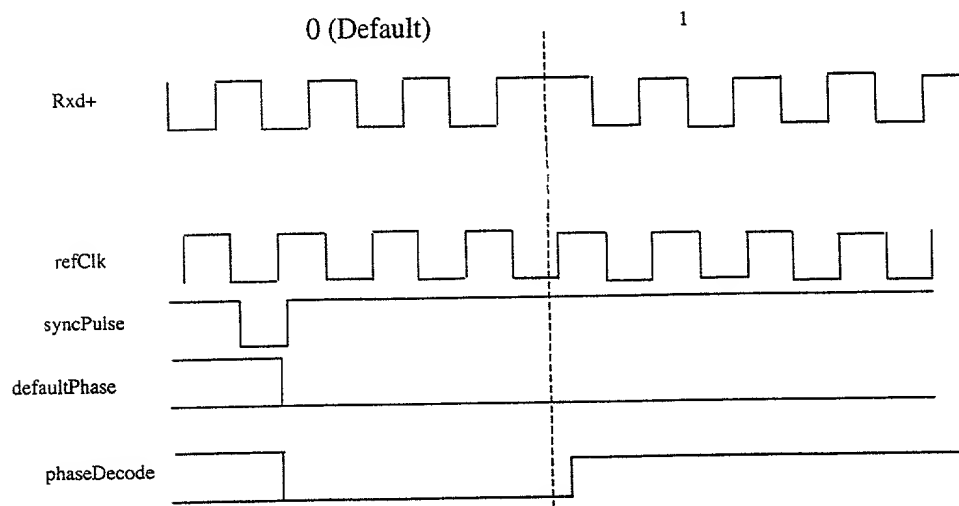 0 (Default)
1
Rxd+
refClk
syncPulse
defaultPhase
phaseDecode